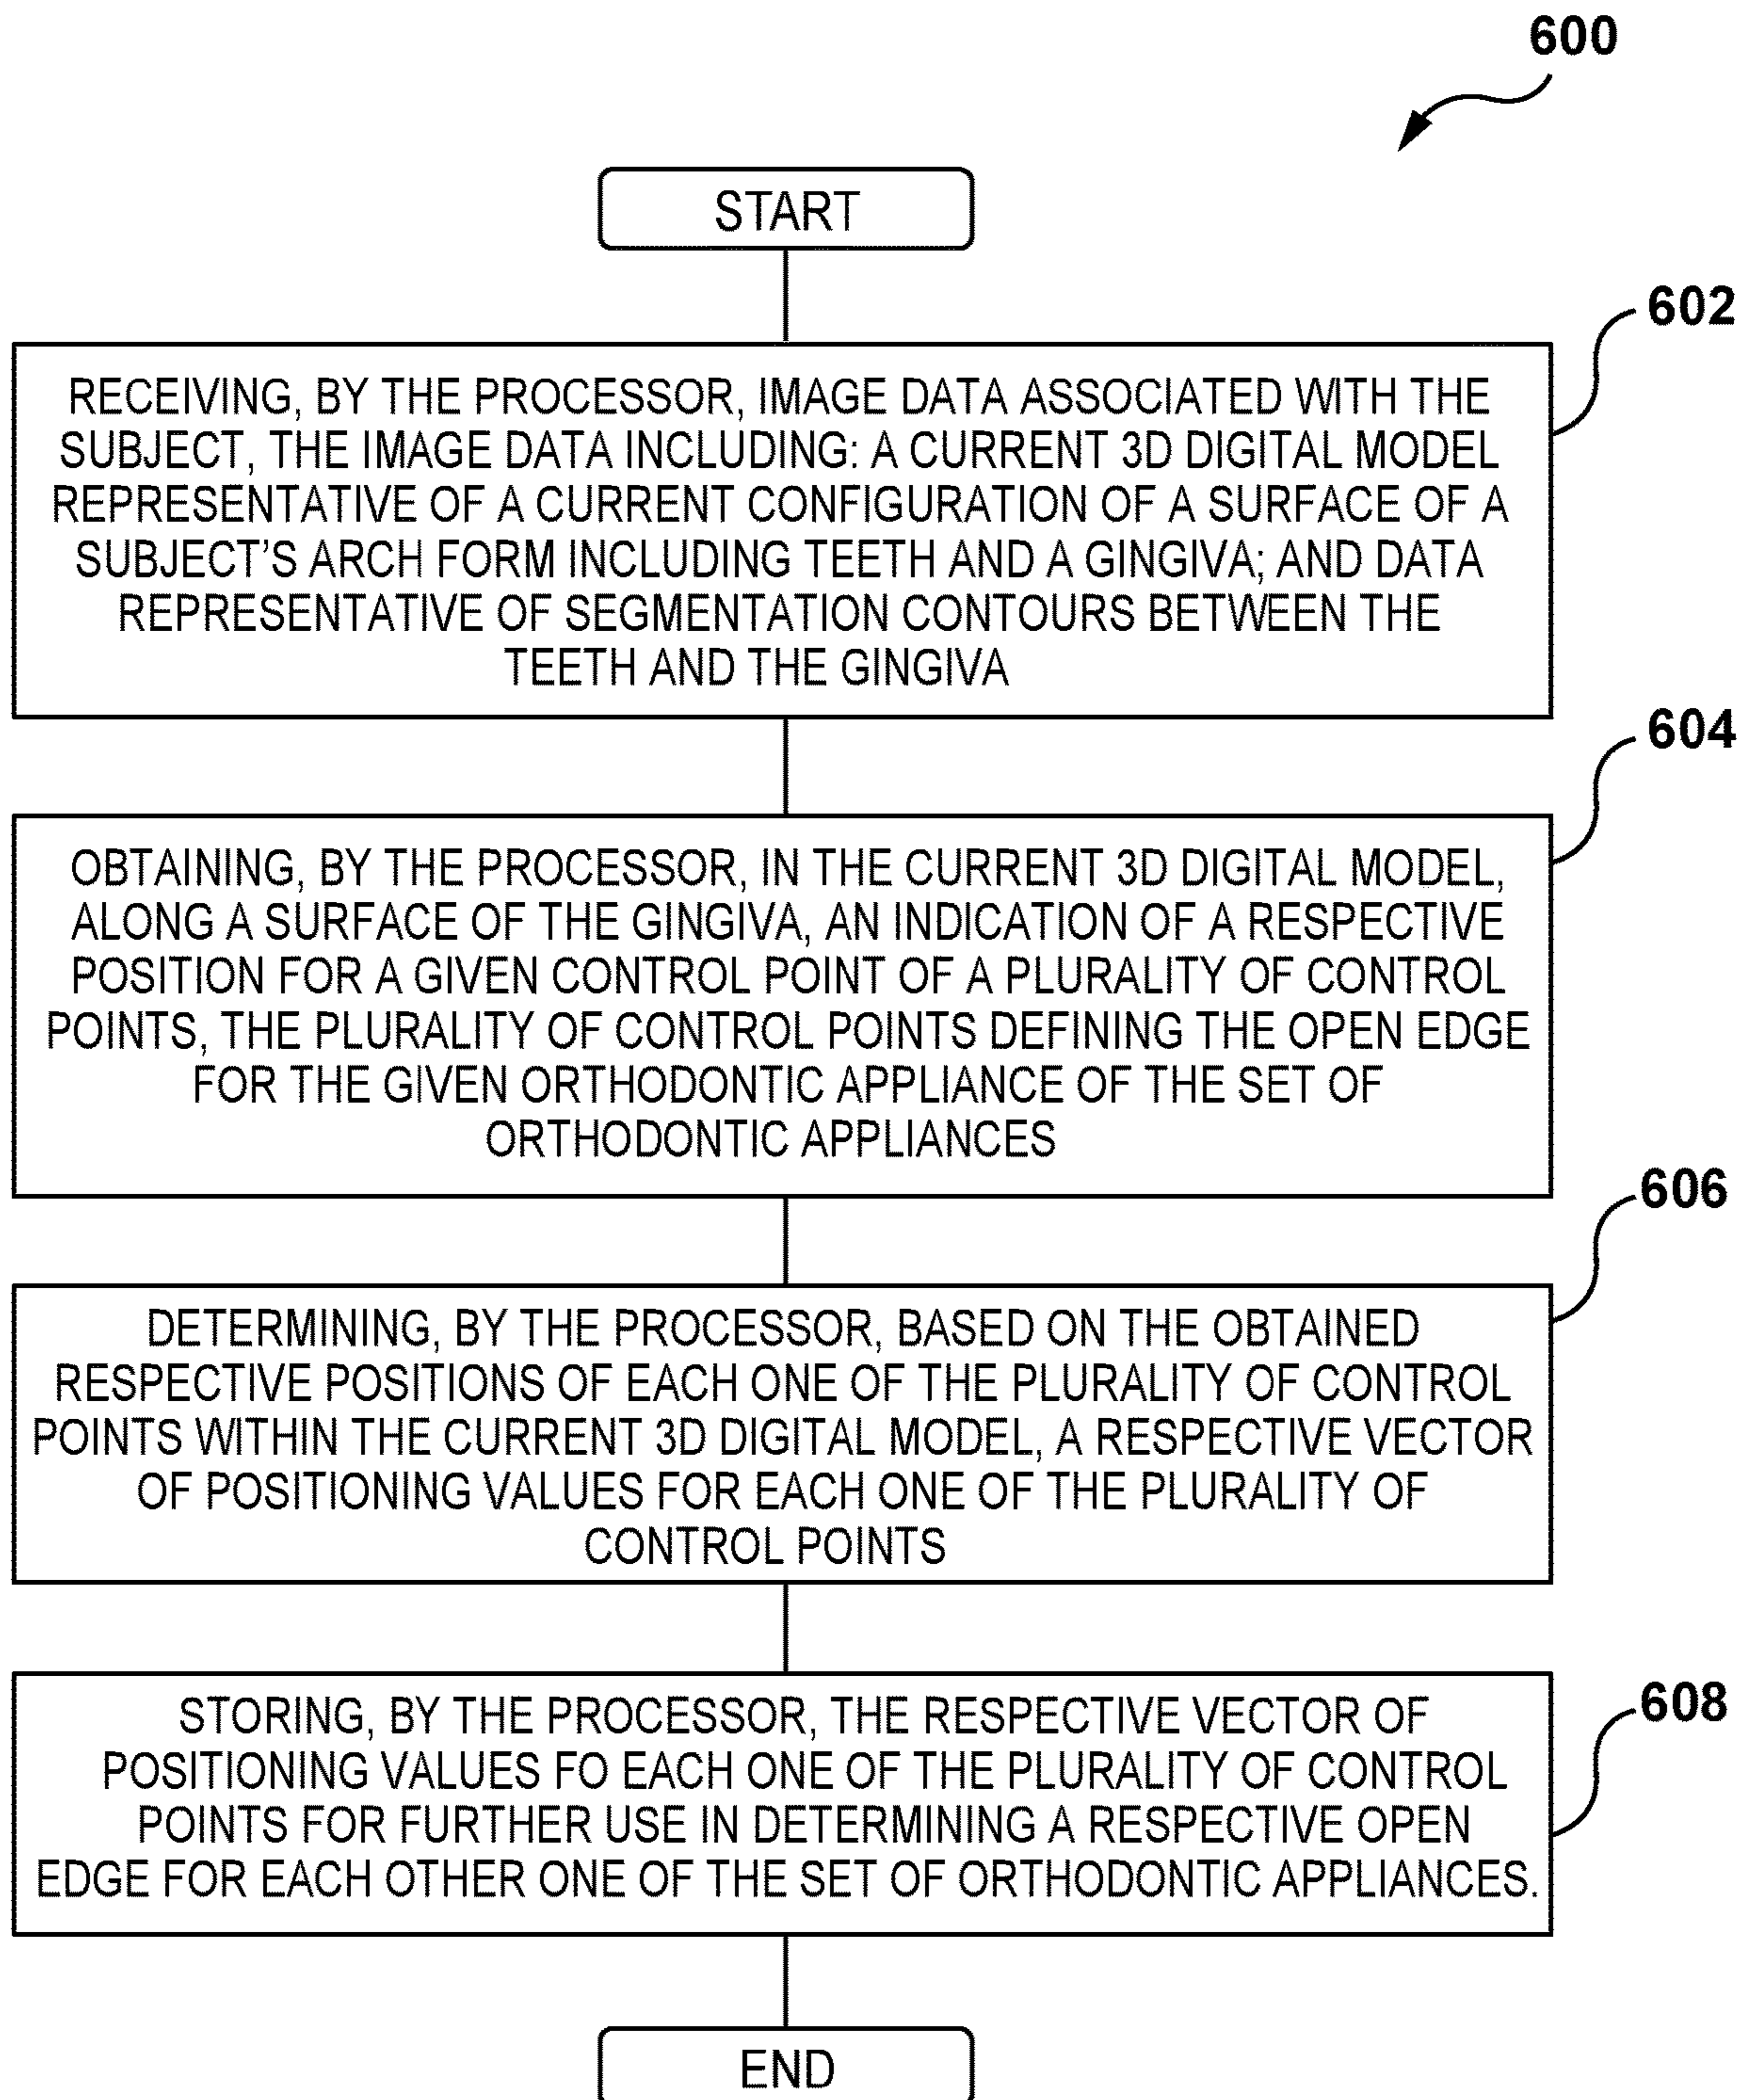 600
START
602
RECEIVING, BY THE PROCESSOR, IMAGE DATA ASSOCIATED WITH THE
SUBJECT, THE IMAGE DATA INCLUDING: A CURRENT 3D DIGITAL MODEL
REPRESENTATIVE OF A CURRENT CONFIGURATION OF A SURFACE OF A
SUBJECT'S ARCH FORM INCLUDING TEETH AND A GINGIVA; AND DATA
REPRESENTATIVE OF SEGMENTATION CONTOURS BETWEEN THE
TEETH AND THE GINGIVA
604
OBTAINING, BY THE PROCESSOR, IN THE CURRENT 3D DIGITAL MODEL,
ALONG A SURFACE OF THE GINGIVA, AN INDICATION OF A RESPECTIVE
POSITION FOR A GIVEN CONTROL POINT OF A PLURALITY OF CONTROL
POINTS, THE PLURALITY OF CONTROL POINTS DEFINING THE OPEN EDGE
FOR THE GIVEN ORTHODONTIC APPLIANCE OF THE SET OF
ORTHODONTIC APPLIANCES
606
DETERMINING, BY THE PROCESSOR, BASED ON THE OBTAINED
RESPECTIVE POSITIONS OF EACH ONE OF THE PLURALITY OF CONTROL
POINTS WITHIN THE CURRENT 3D DIGITAL MODEL, A RESPECTIVE VECTOR
OF POSITIONING VALUES FOR EACH ONE OF THE PLURALITY OF
CONTROL POINTS
608
STORING, BY THE PROCESSOR, THE RESPECTIVE VECTOR OF
POSITIONING VALUES FO EACH ONE OF THE PLURALITY OF CONTROL
POINTS FOR FURTHER USE IN DETERMINING A RESPECTIVE OPEN
EDGE FOR EACH OTHER ONE OF THE SET OF ORTHODONTIC APPLIANCES.
END